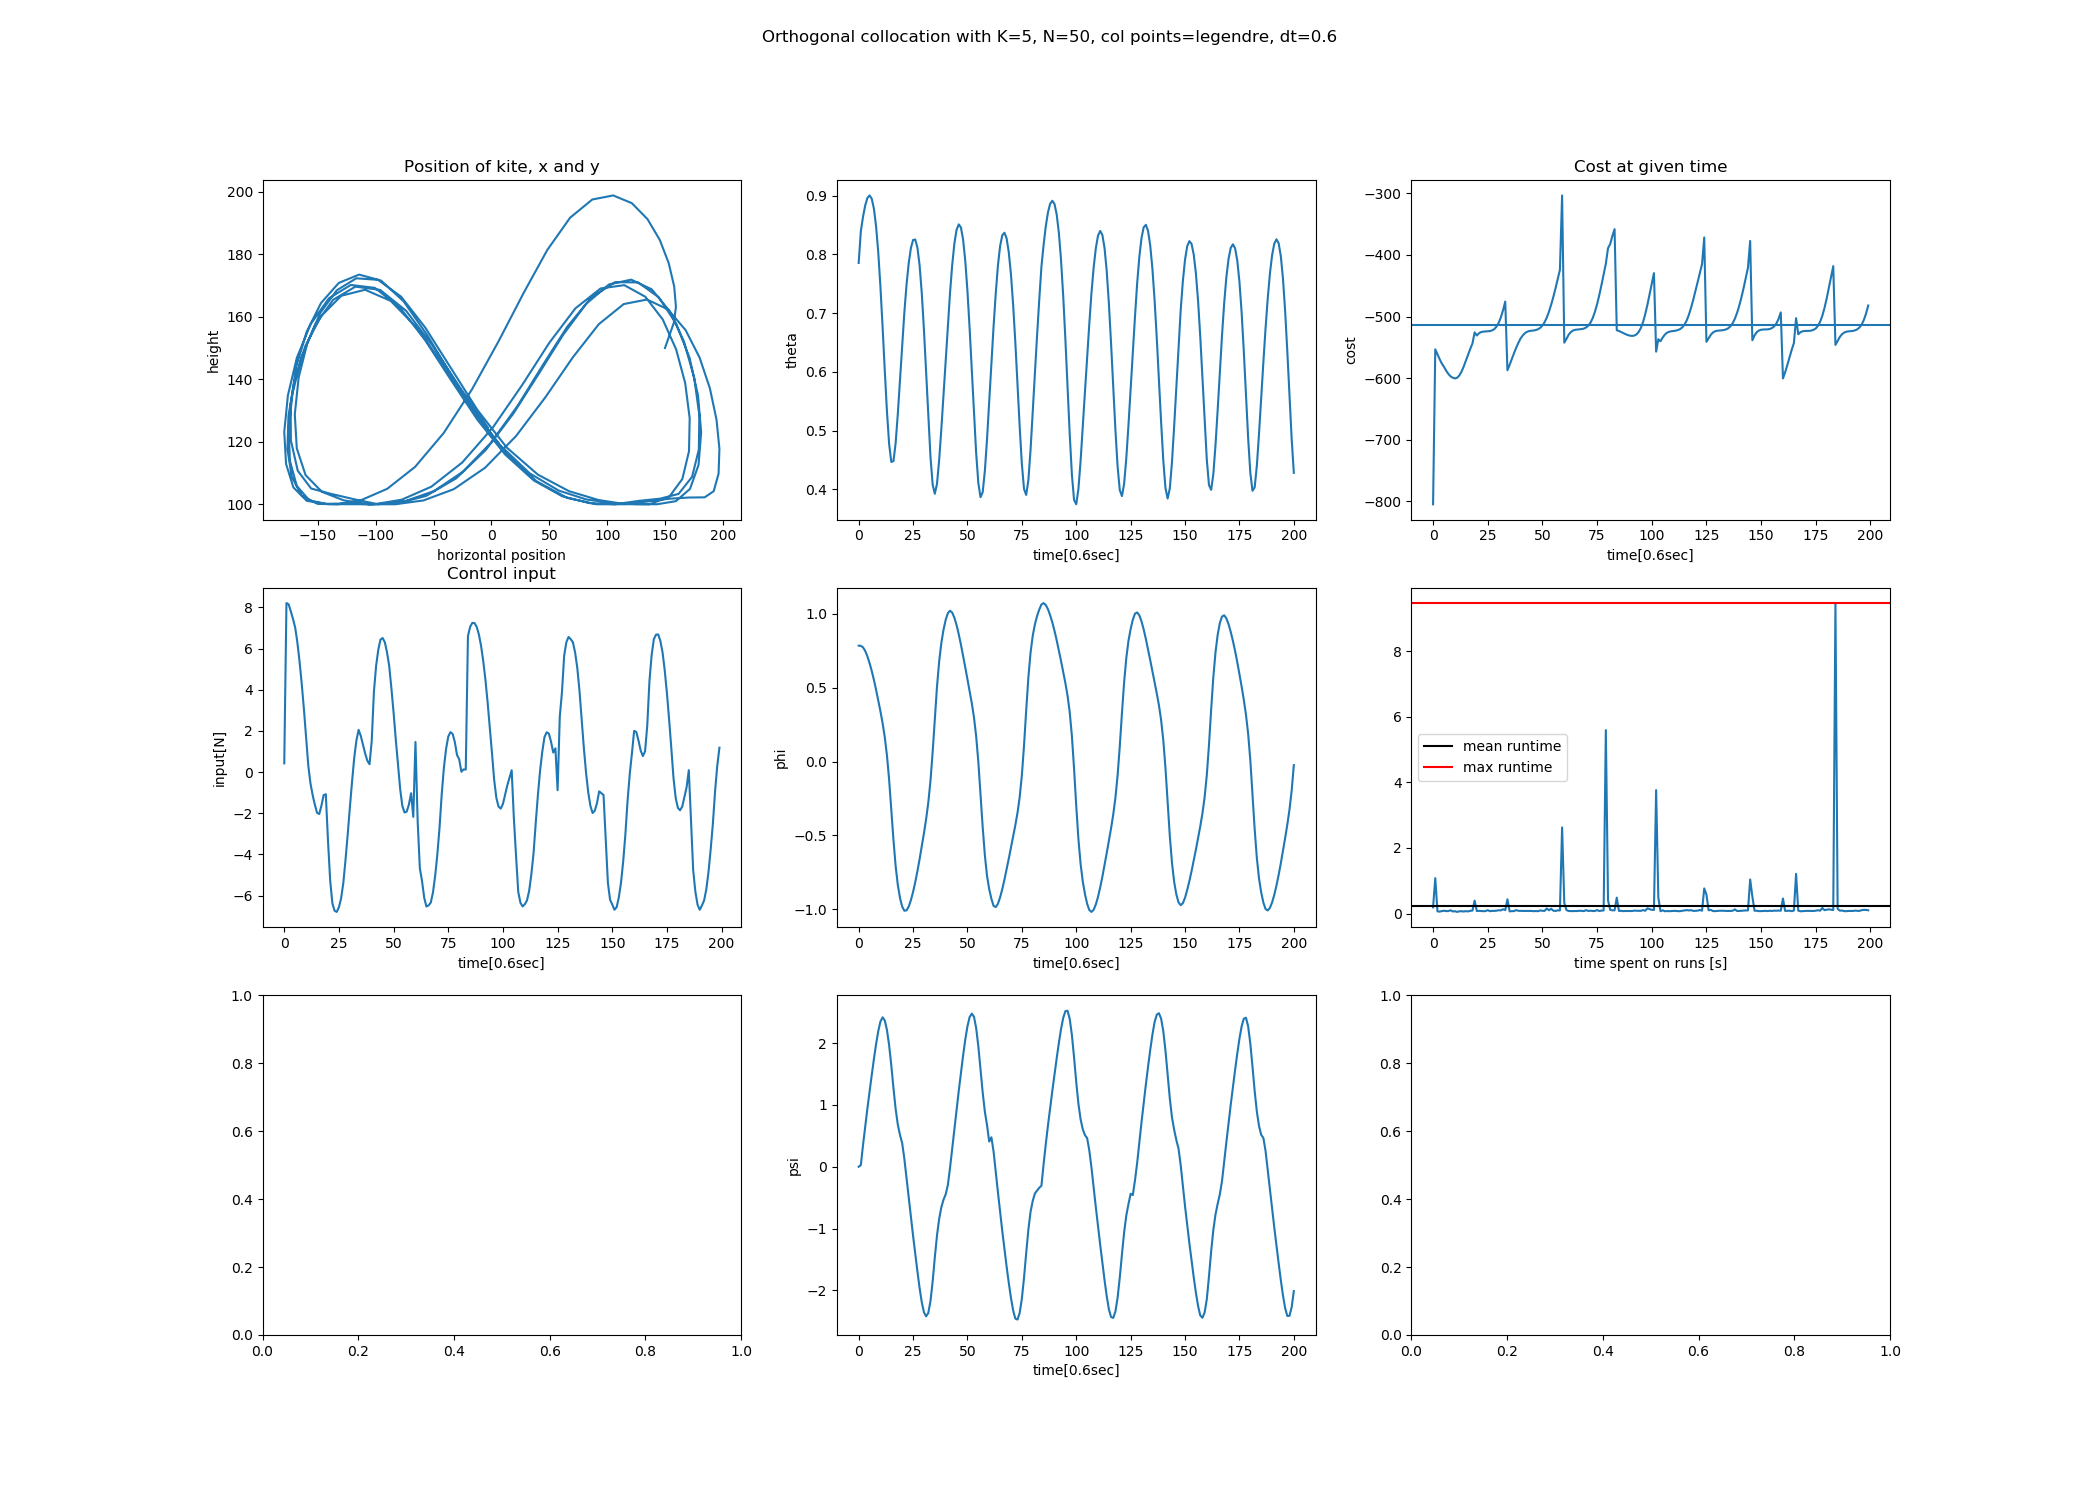 Orthogonal collocation with K=5, N=50, col points=legendre, dt=0.6
Position of kite, x and y
height
200
180
160
140
120
100
−150 −100 −50 0 50 100 150 200
horizontal position
theta
0.9
0.8
0.7
0.6
0.5
0.4
0 25 50 75 100 125 150 175 200
time[0.6sec]
Cost at given time
cost
−300
−400
−500
−600
−700
−800
0 25 50 75 100 125 150 175 200
time[0.6sec]
Control input
input[N]
8
6
4
2
0
−2
−4
−6
0 25 50 75 100 125 150 175 200
time[0.6sec]
phi
1.0
0.5
0.0
−0.5
−1.0
0 25 50 75 100 125 150 175 200
time[0.6sec]
8
6
4
2
0
mean runtime
max runtime
0 25 50 75 100 125 150 175 200
time spent on runs [s]
1.0
0.8
0.6
0.4
0.2
0.0
0.0 0.2 0.4 0.6 0.8 1.0
psi
2
1
0
−1
−2
0 25 50 75 100 125 150 175 200
time[0.6sec]
1.0
0.8
0.6
0.4
0.2
0.0
0.0 0.2 0.4 0.6 0.8 1.0